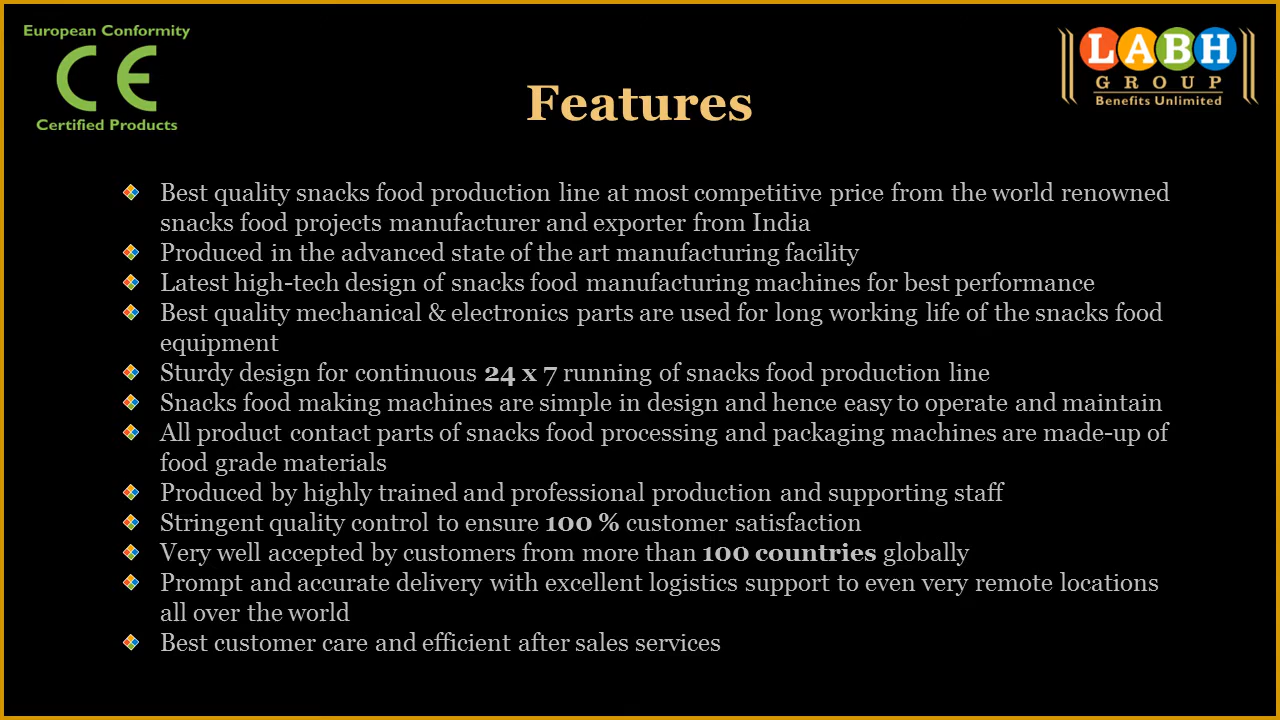 European Conformity
CE
Certified Products
LABH
GROUP
Benefits Unlimited
Features
Best quality snacks food production line at most competitive price from the world renowned
snacks food projects manufacturer and exporter from India
Produced in the advanced state of the art manufacturing facility
Latest high-tech design of snacks food manufacturing machines for best performance
Best quality mechanical & electronics parts are used for long working life of the snacks food
equipment
Sturdy design for continuous 24 x 7 running of snacks food production line
Snacks food making machines are simple in design and hence easy to operate and maintain
All product contact parts of snacks food processing and packaging machines are made-up of
food grade materials
Produced by highly trained and professional production and supporting staff
Stringent quality control to ensure 100 % customer satisfaction
Very well accepted by customers from more than 100 countries globally
Prompt and accurate delivery with excellent logistics support to even very remote locations
all over the world
Best customer care and efficient after sales services